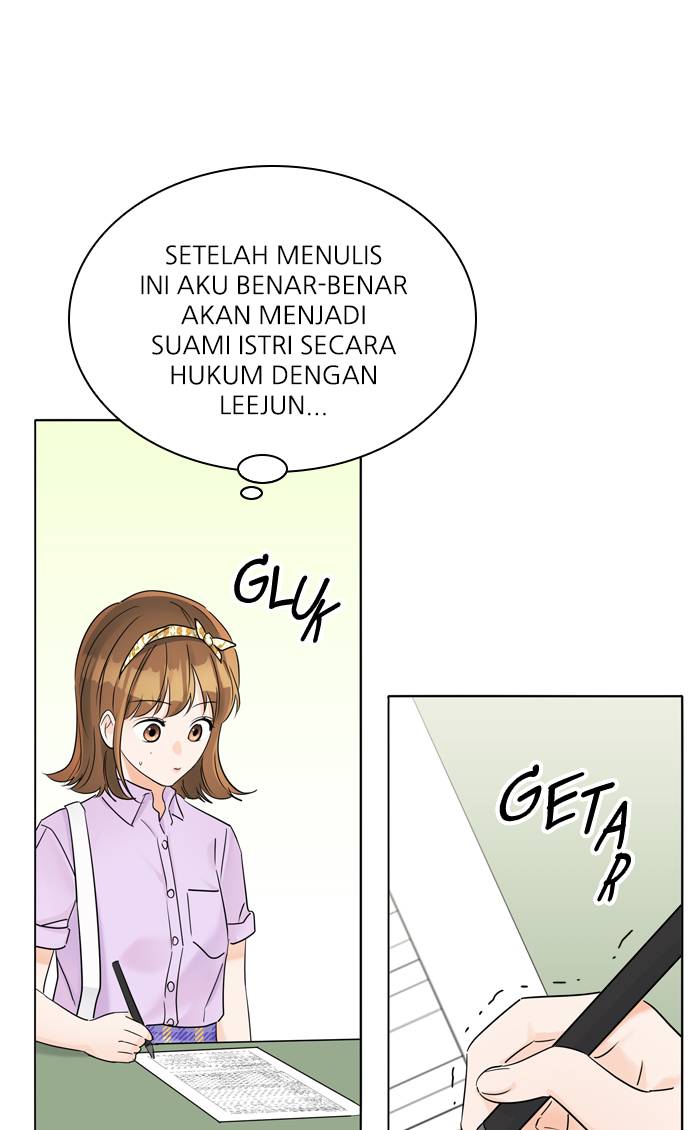 SETELAH MENULIS
INI AKU BENAR-BENAR
AKAN MENJADI
SUAMI ISTRI SECARA
HUKUM DENGAN
LEEJUN...
GLUK
GETAR